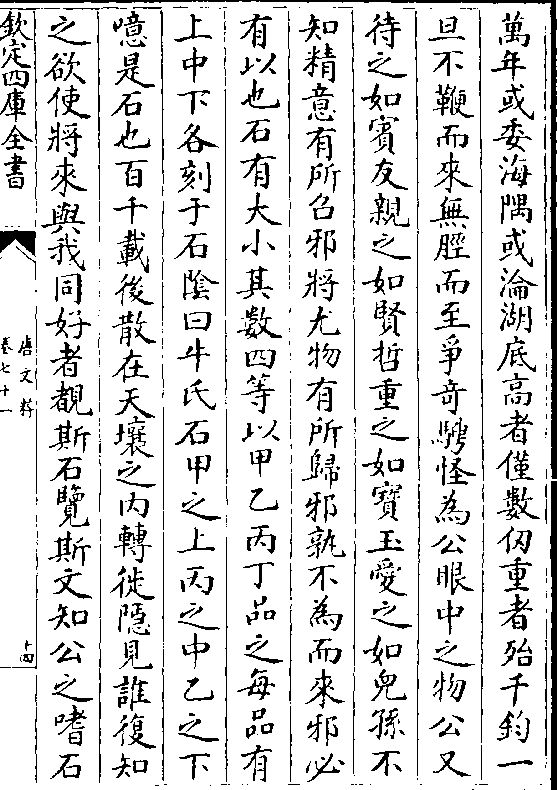 萬年或委海隅或淪湖底高者僅數仭重者殆千鈞一
旦不鞭而來無脛而至爭竒騁怪為公眼中之物公又
待之如賓友親之如賢哲重之如寶玉愛之如兒孫不
知精意有所召邪將尤物有所歸邪孰不為而來邪必
有以也石有大小其數四等以甲乙丙丁品之每品有
上中下各刻于石陰曰牛氏石甲之上丙之中乙之下
噫是石也百千載後散在天壤之内轉徙隱見誰復知
之欲使將來與我同好者覩斯石覽斯文知公之嗜石
欽定四庫全書
唐文粹
卷七十一
十四